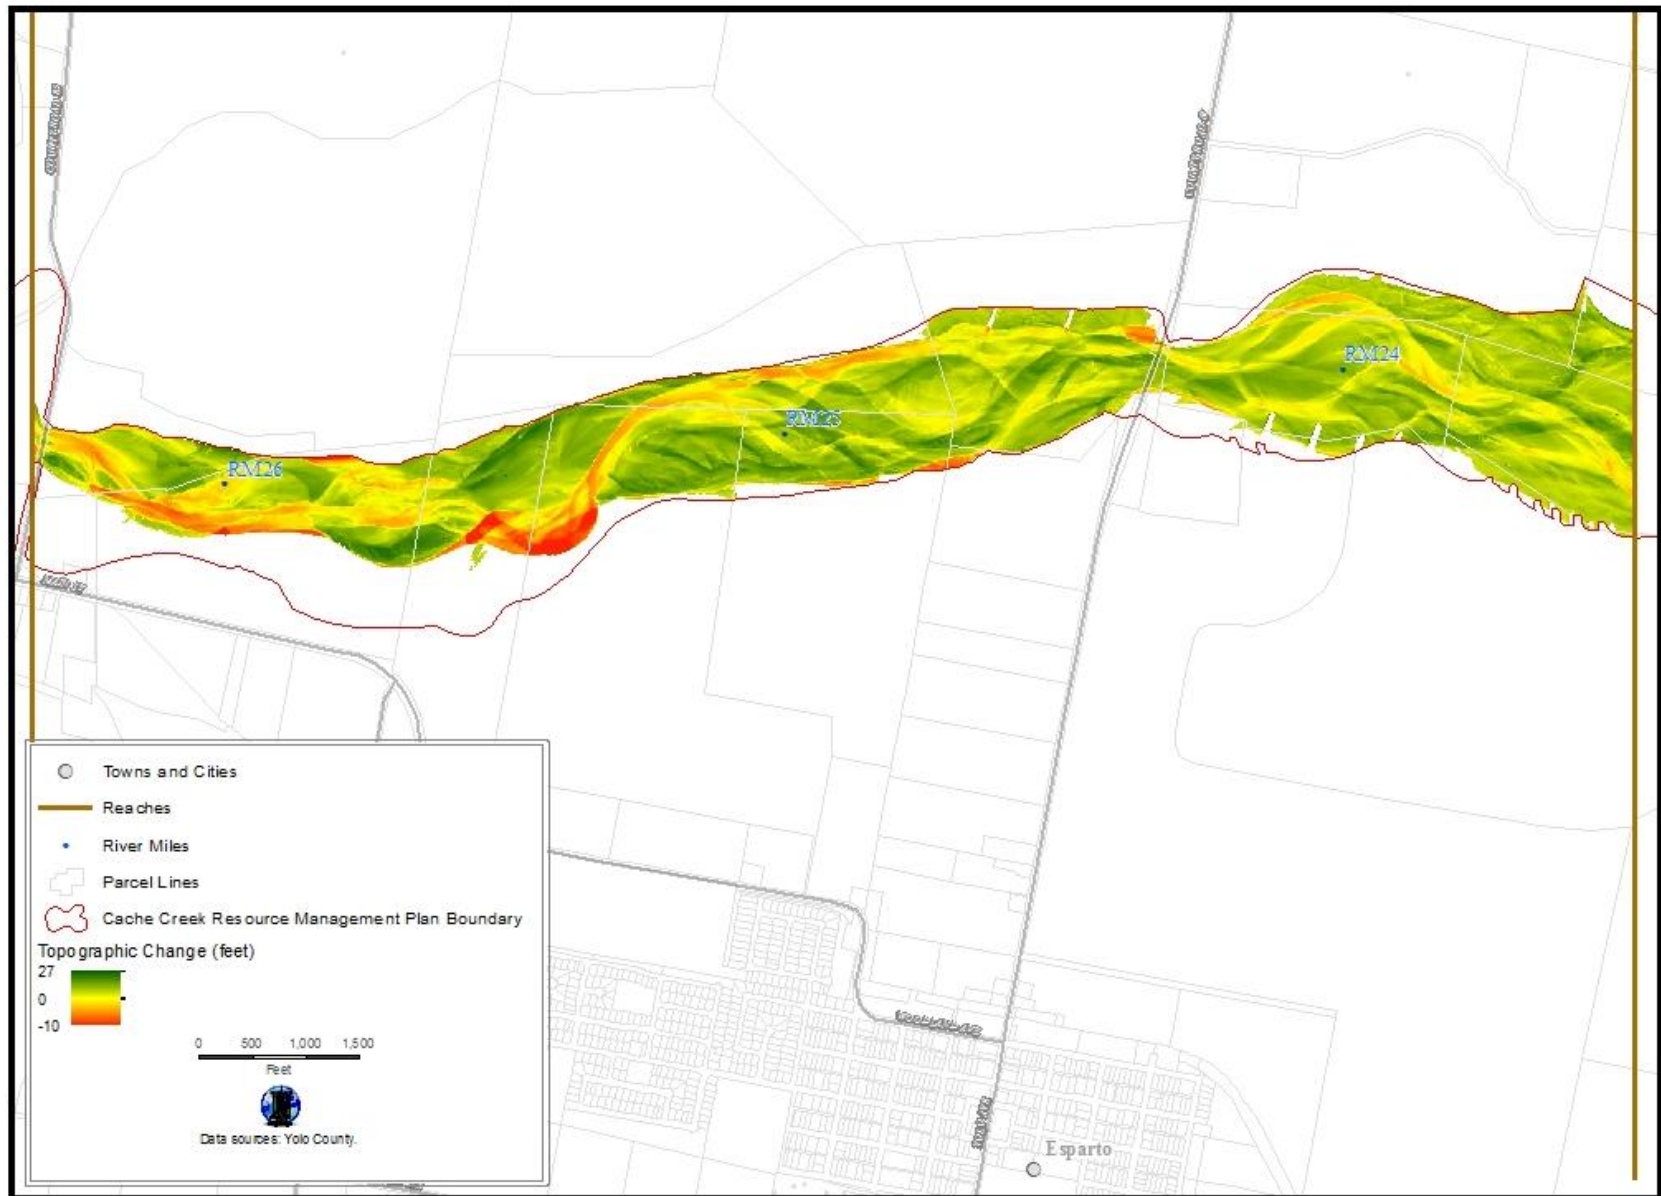 RM24
RM25
RM26
Towns and Cities
Reaches
River Miles
Parcel Lines
Cache Creek Resource Management Plan Boundary
Topographic Change (feet)
27
0
-10
0 500 1,000 1,500
Feet
Data sources: Yolo County.
Esparto